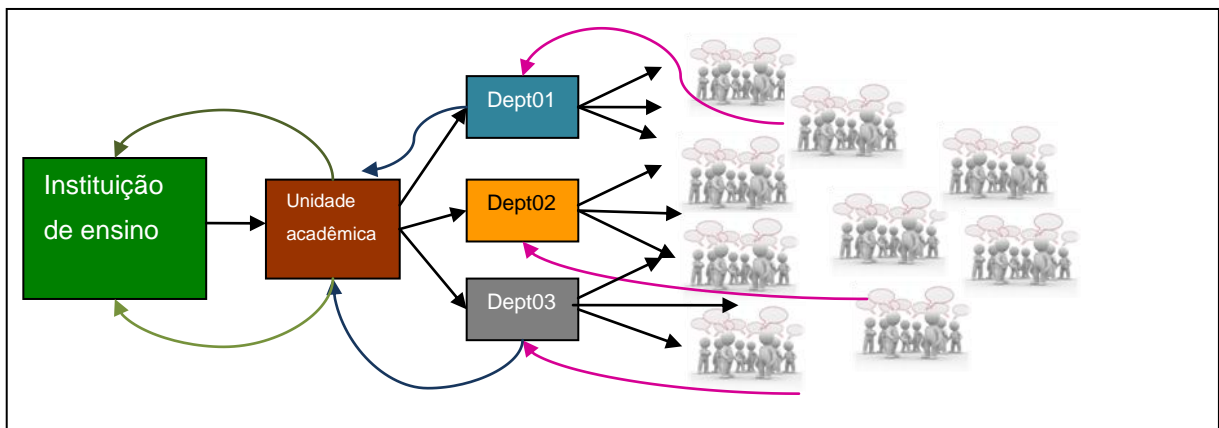 Instituição
de ensino
Unidade
acadêmica
Dept01
Dept02
Dept03